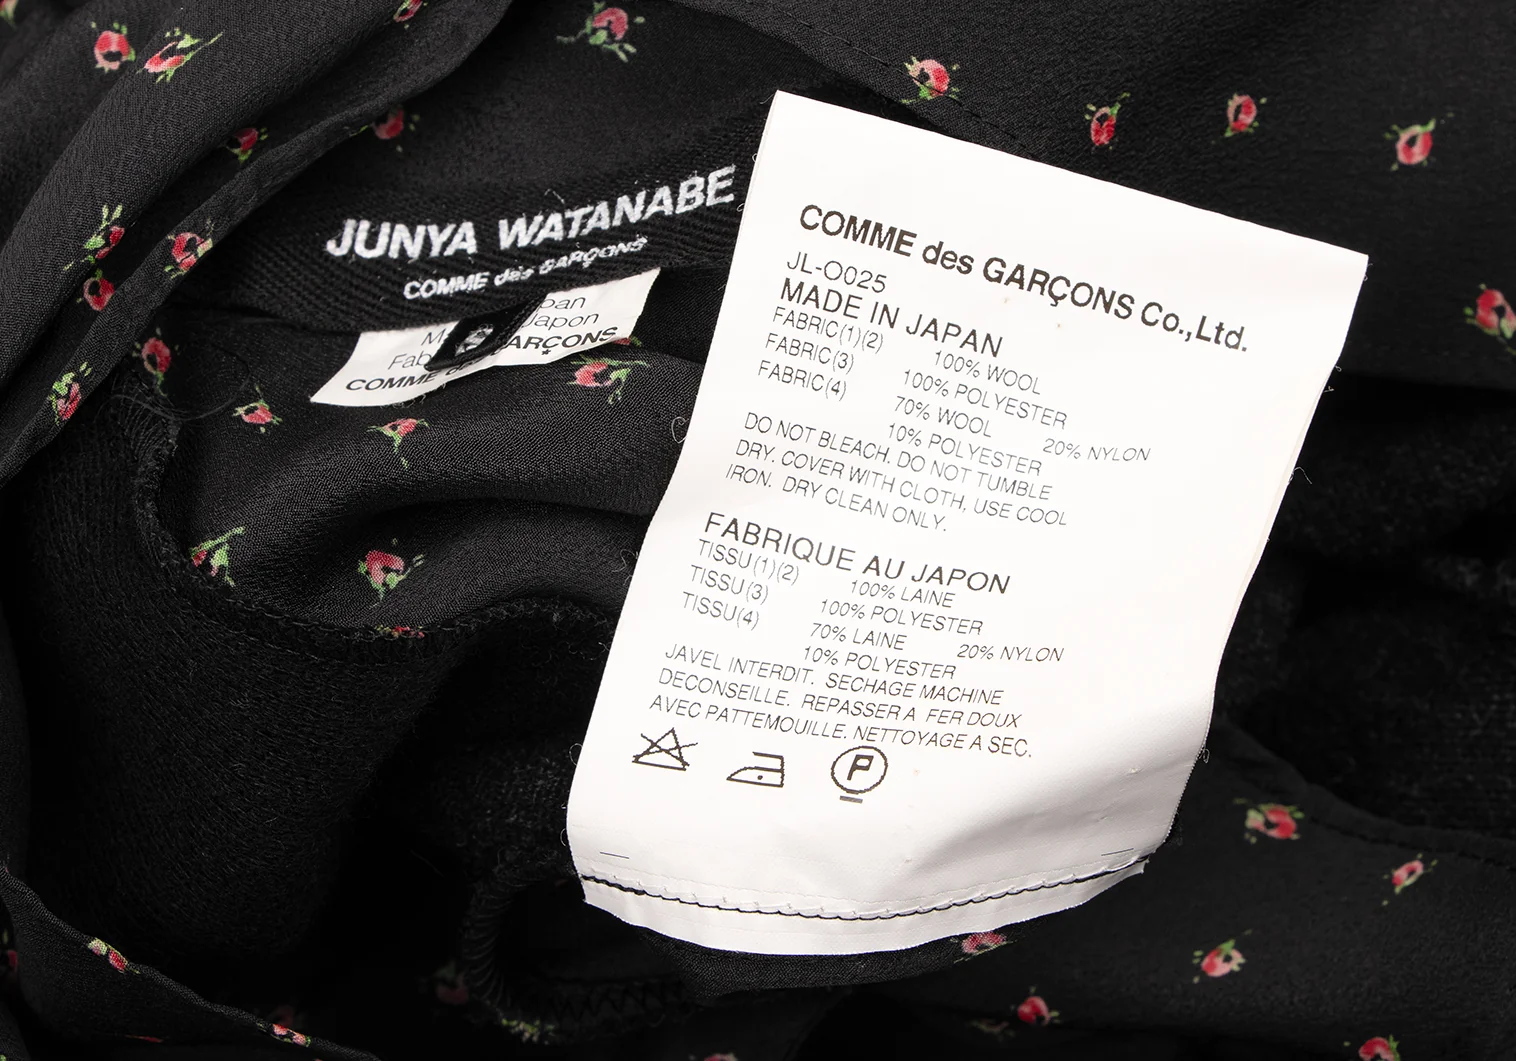 JUNYA WATANABE
COMME des GARÇONS
Japon
COMME GARÇONS
COMME des GARÇONS Co.,Ltd.
JL-O025
MADE IN JAPAN
FABRIC(1)(2) 100% WOOL
FABRIC(3) 100% POLYESTER
FABRIC(4) 70% WOOL 20% NYLON
10% POLYESTER
DO NOT BLEACH. DO NOT TUMBLE
DRY. COVER WITH CLOTH, USE COOL
IRON. DRY CLEAN ONLY.
FABRIQUE AU JAPON
TISSU(1)(2) 100% LAINE
TISSU(3) 100% POLYESTER
TISSU(4) 70% LAINE 20% NYLON
10% POLYESTER
JAVEL INTERDIT. SECHAGE MACHINE
DECONSEILLE. REPASSER A FER DOUX
AVEC PATTEMOUILLE. NETTOYAGE A SEC.
P